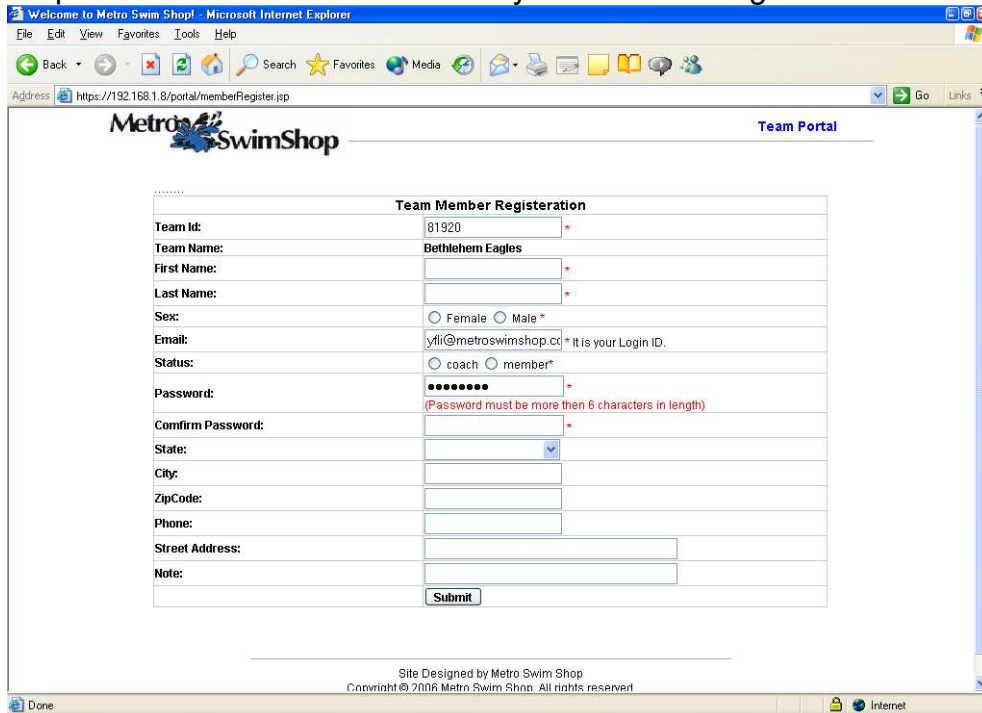 Welcome to Metro Swim Shop! - Microsoft Internet Explorer
File Edit View Favorites Tools Help
Back Search Favorites Media
Address https://192.168.1.8/portal/memberRegister.jsp Go Links
Metro SwimShop
Team Portal
........
Team Member Registeration
Team Id: 81920 *
Team Name: Bethlehem Eagles
First Name: *
Last Name: *
Sex: Female Male *
Email: yfli@metroswimshop.cc * It is your Login ID.
Status: coach member*
Password: •••••••• *
(Password must be more then 6 characters in length)
Comfirm Password: *
State:
City:
ZipCode:
Phone:
Street Address:
Note:
Submit
Site Designed by Metro Swim Shop
Copyright © 2006 Metro Swim Shop. All rights reserved
Done Internet